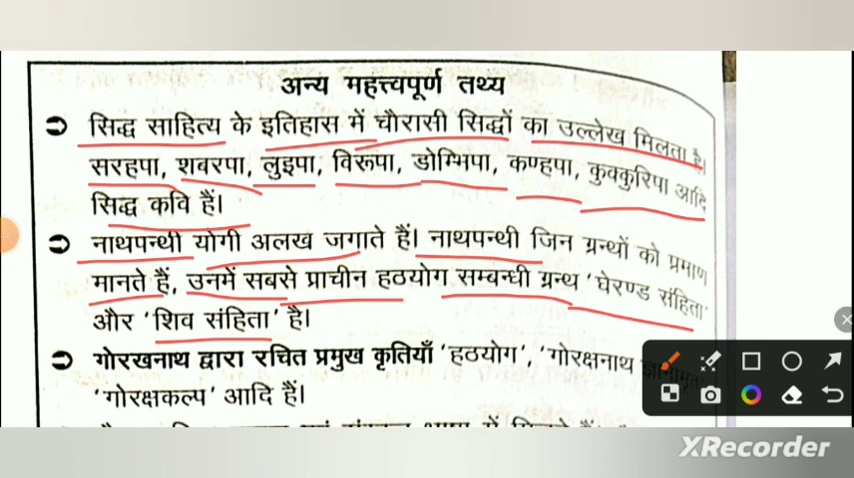 अन्य महत्त्वपूर्ण तथ्य
सिद्ध साहित्य के इतिहास में चौरासी सिद्धों का उल्लेख मिलता है।
सरहपा, शबरपा, लुइपा, विरूपा, डोम्भिपा, कण्हपा, कुक्कुरिपा आदि
सिद्ध कवि हैं।
नाथपन्थी योगी अलख जगाते हैं। नाथपन्थी जिन ग्रन्थों को प्रमाण
मानते हैं, उनमें सबसे प्राचीन हठयोग सम्बन्धी ग्रन्थ 'घेरण्ड संहिता'
और 'शिव संहिता' है।
गोरखनाथ द्वारा रचित प्रमुख कृतियाँ 'हठयोग', 'गोरक्षनाथ
'गोरक्षकल्प' आदि हैं।
XRecorder